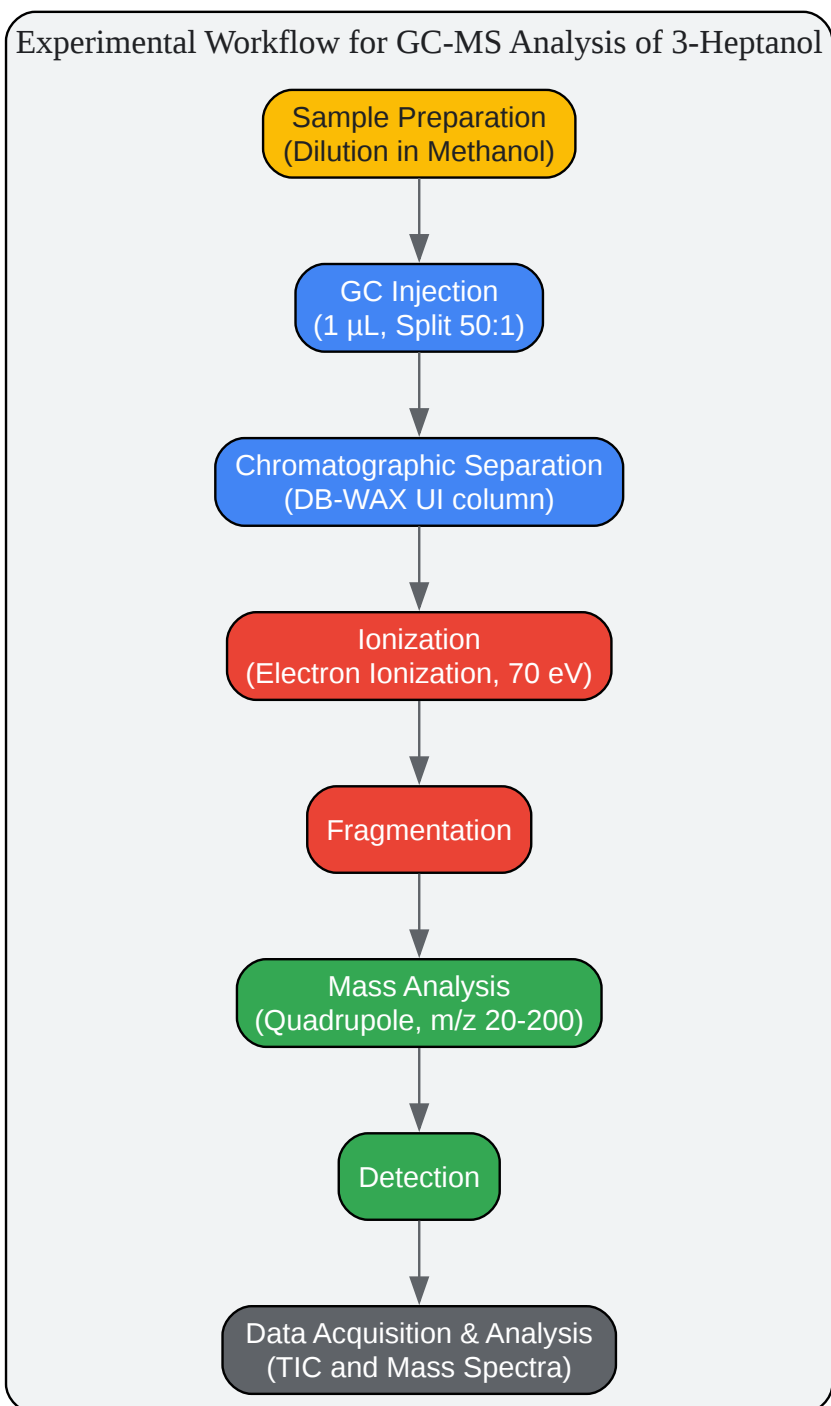 Experimental Workflow for GC-MS Analysis of 3-Heptanol
Sample Preparation
(Dilution in Methanol)
GC Injection
(1 µL, Split 50:1)
Chromatographic Separation
(DB-WAX UI column)
Ionization
(Electron Ionization, 70 eV)
Fragmentation
Mass Analysis
(Quadrupole, m/z 20-200)
Detection
Data Acquisition & Analysis
(TIC and Mass Spectra)